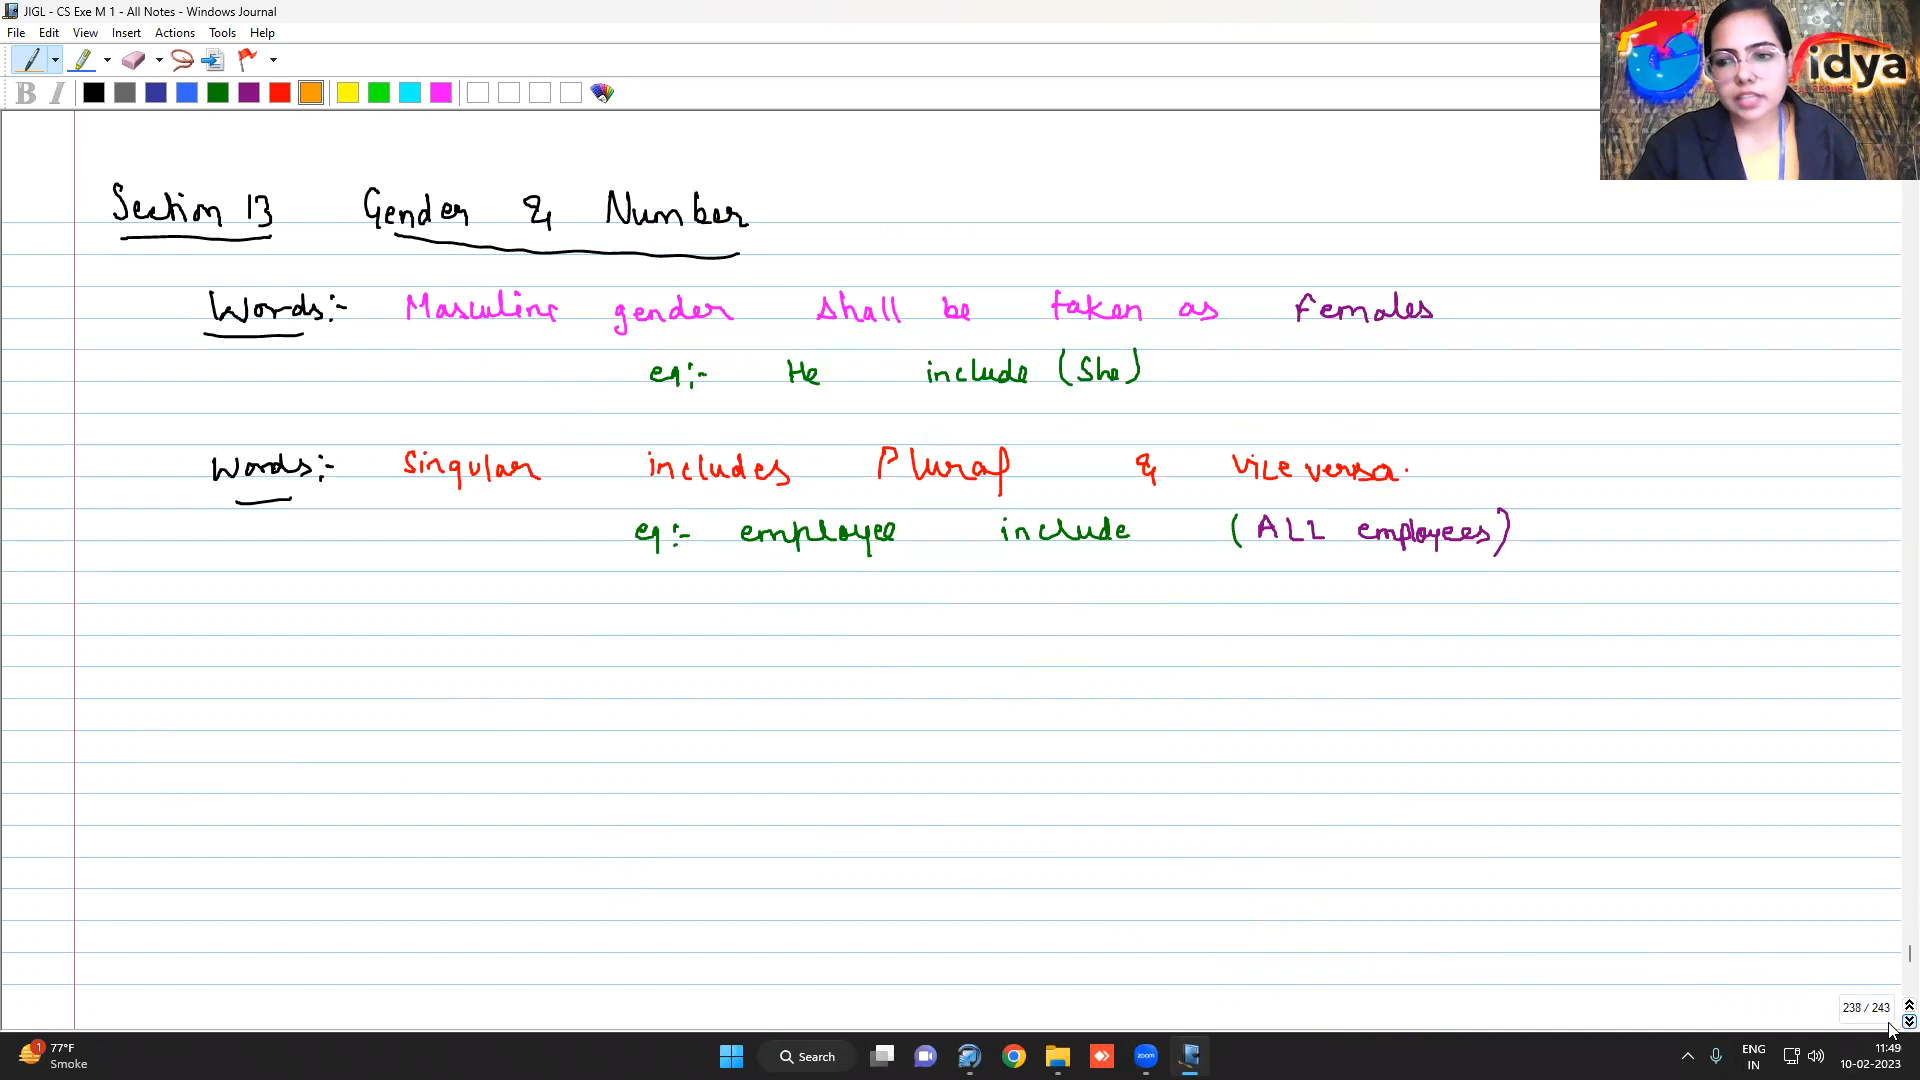 JIGL - CS Exe M 1 - All Notes - Windows Journal
File Edit View Insert Actions Tools Help
B I
idya
Section 13 Gender & Number
Words:- Masculine gender shall be taken as Females
eg:- He include (She)
Words:- Singular includes Plural & vice versa.
eg:- employee include (ALL employees)
238 / 243
1 77°F
Smoke
Search
zoom
ENG
IN
11:49
10-02-2023